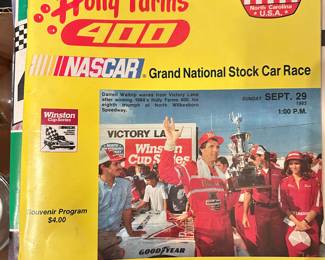 Holly Farms
North Carolina
U.S.A.
400
NASCAR
Grand National Stock Car Race
Darrell Waltrip waves from Victory Lane
after winning 1984's Holly Farms 400, his
eighth triumph at North Wilkesboro
Speedway.
SUNDAY SEPT. 29
1985
1:00 P.M.
Winston
Cup Series
VICTORY LANE
Winston
Cup Series
GOODYEAR
Souvenir Program
$4.00